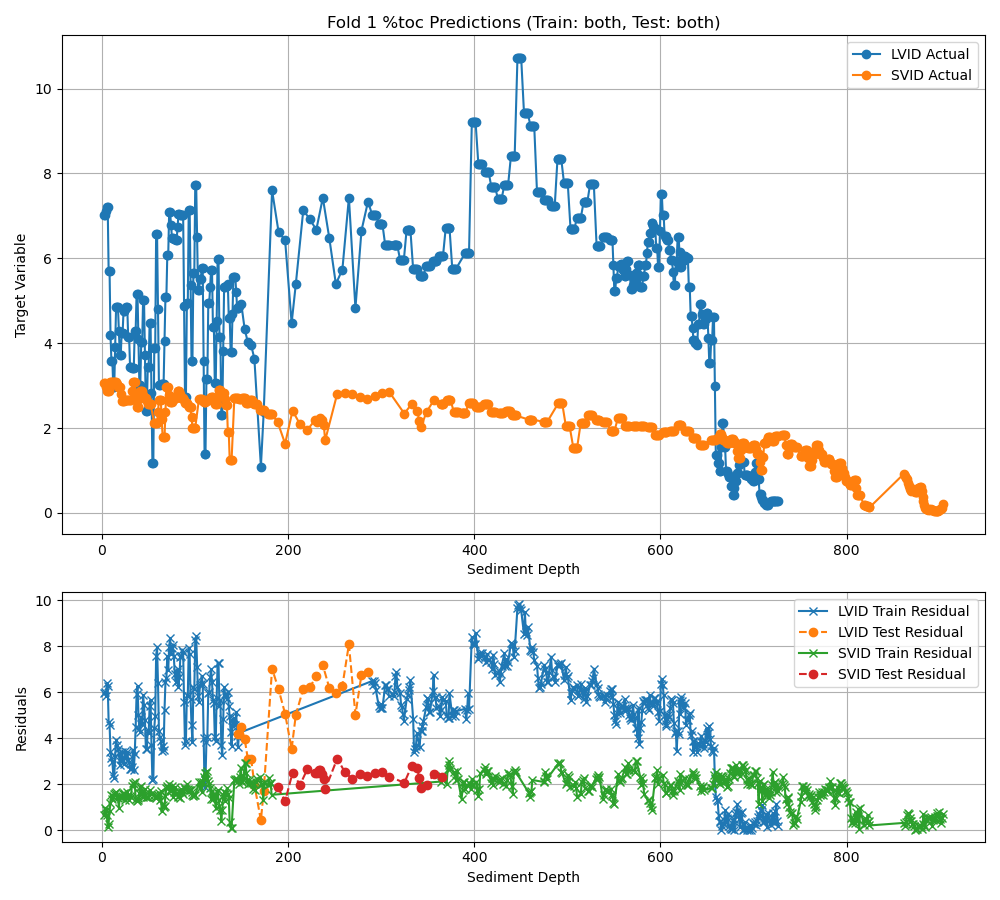 Fold 1 %toc Predictions (Train: both, Test: both)
LVID Actual
SVID Actual
Target Variable
10
8
6
4
2
0
0 200 400 600 800
Sediment Depth
LVID Train Residual
LVID Test Residual
SVID Train Residual
SVID Test Residual
Residuals
10
8
6
4
2
0
0 200 400 600 800
Sediment Depth